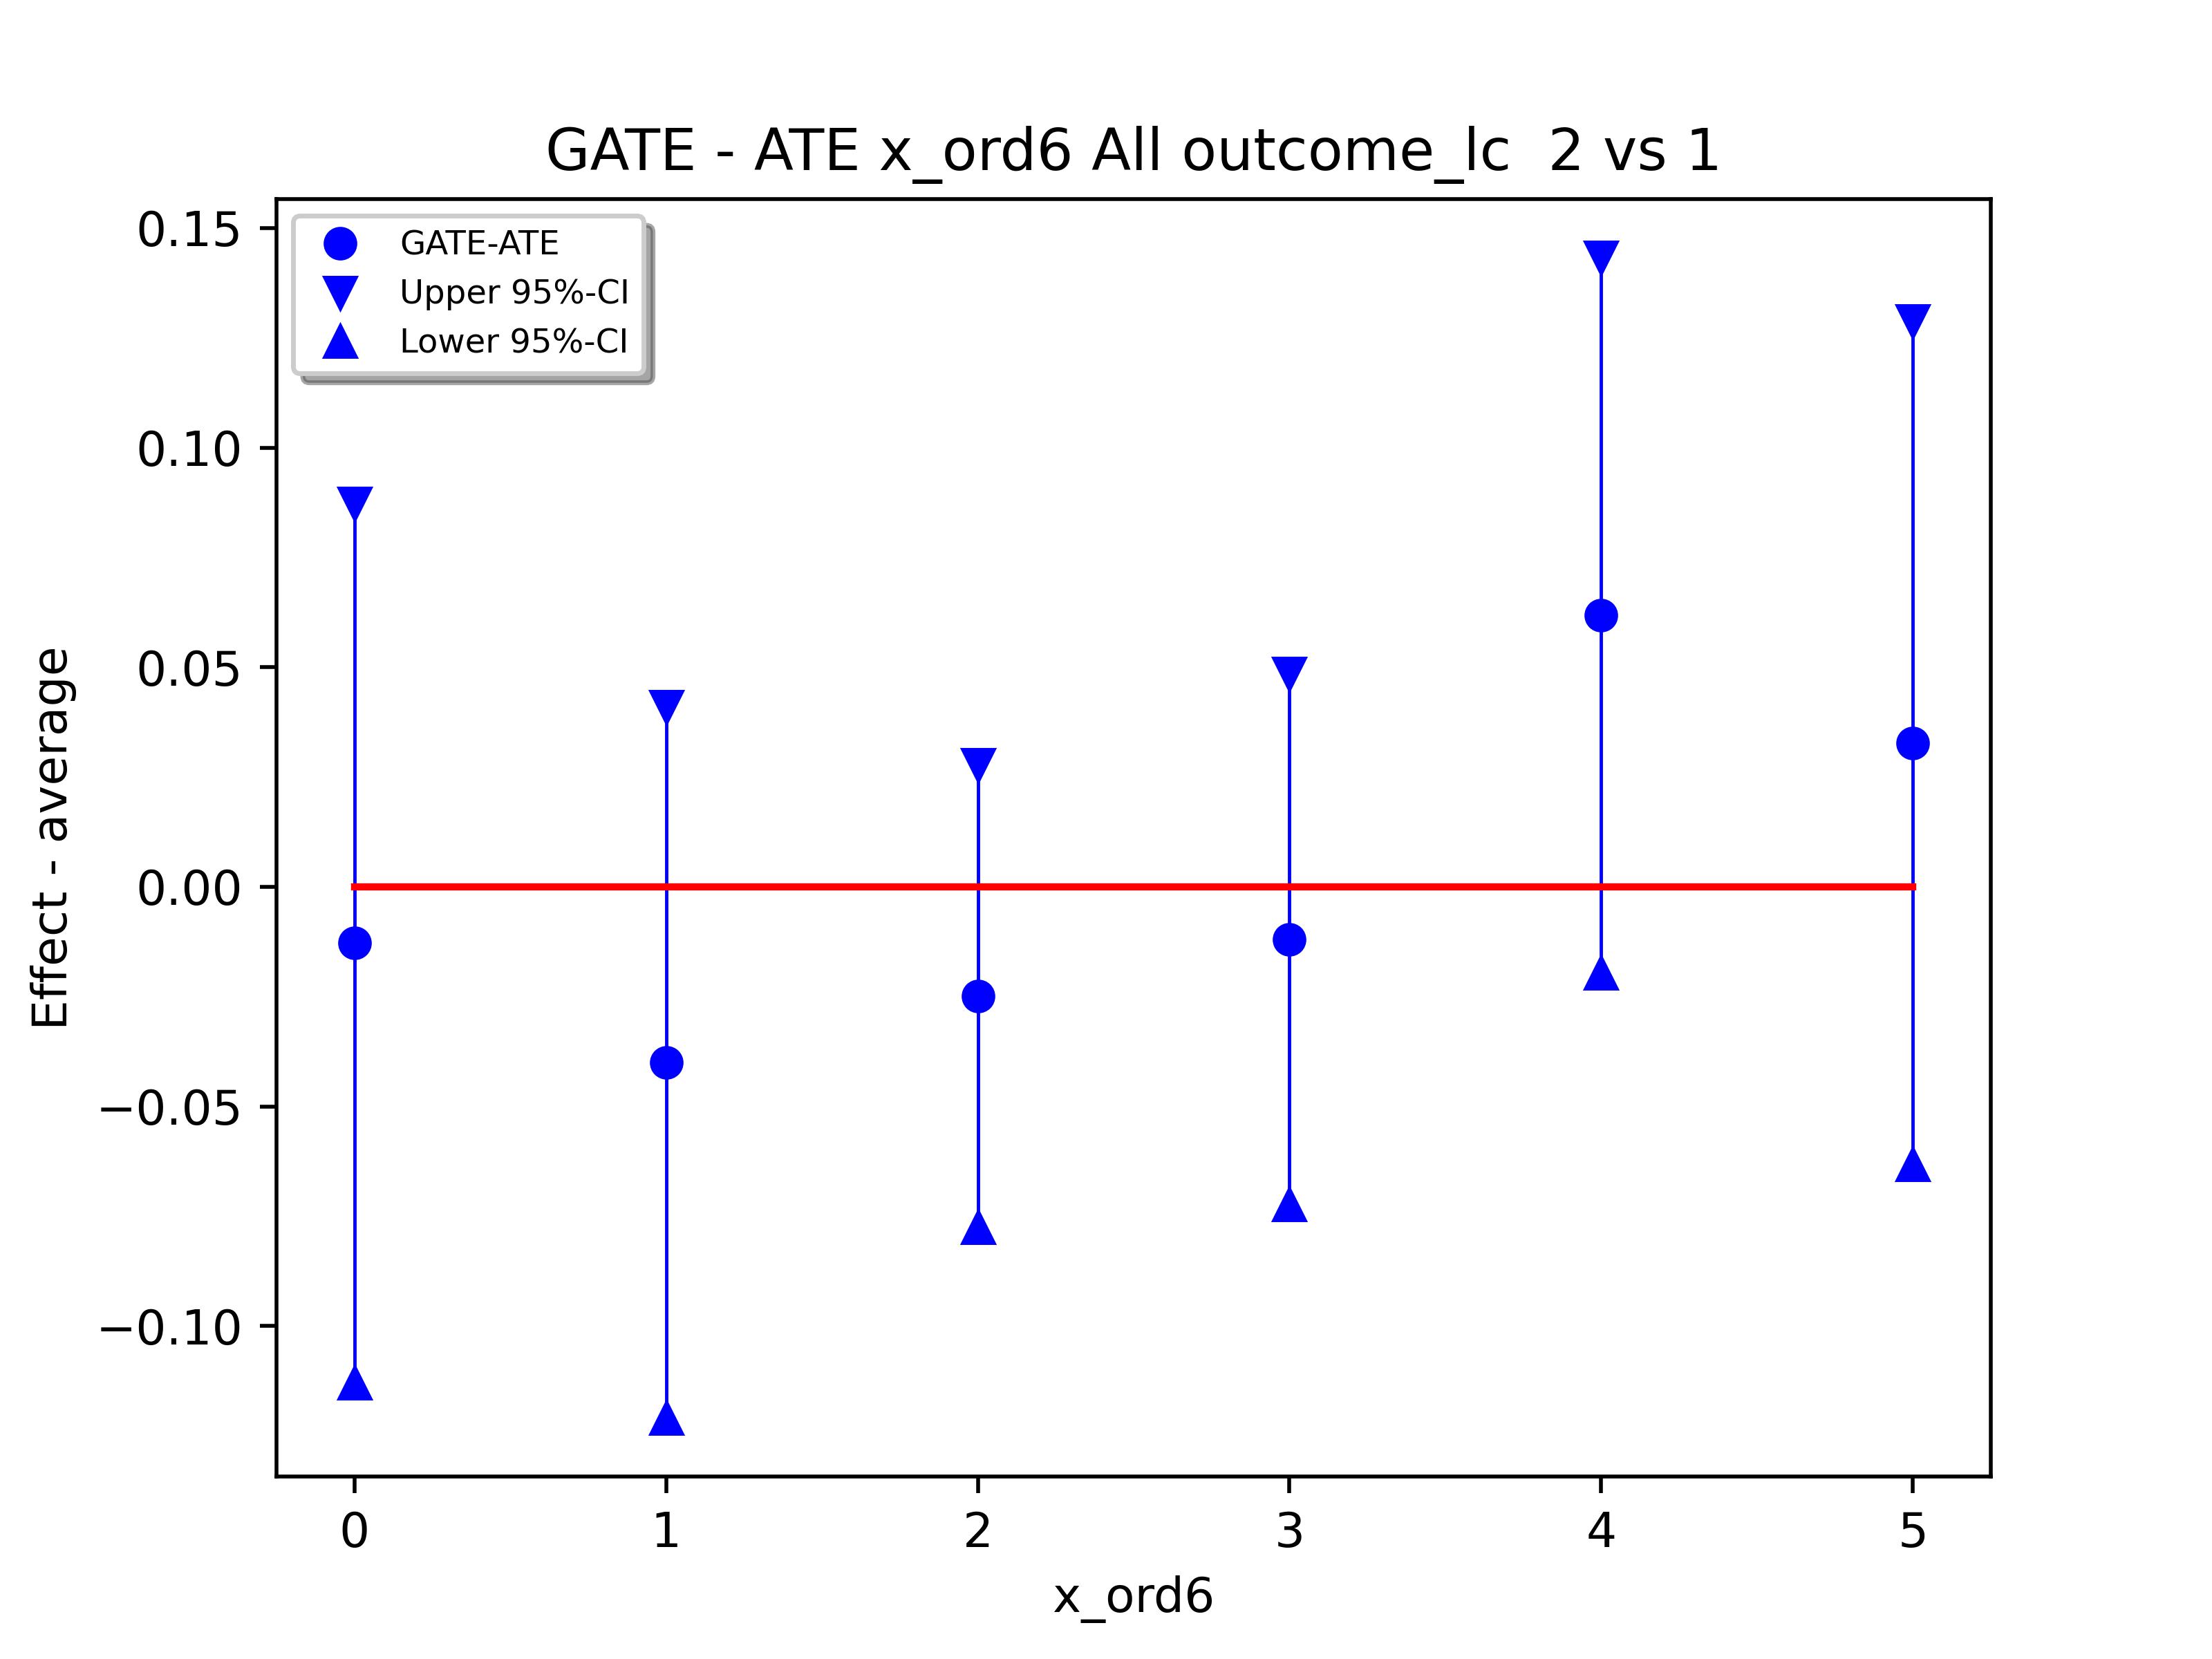 GATE - ATE x_ord6 All outcome_lc  2 vs 1
GATE-ATE
Upper 95%-CI
Lower 95%-CI
Effect - average
0.15
0.10
0.05
0.00
−0.05
−0.10
0 1 2 3 4 5
x_ord6